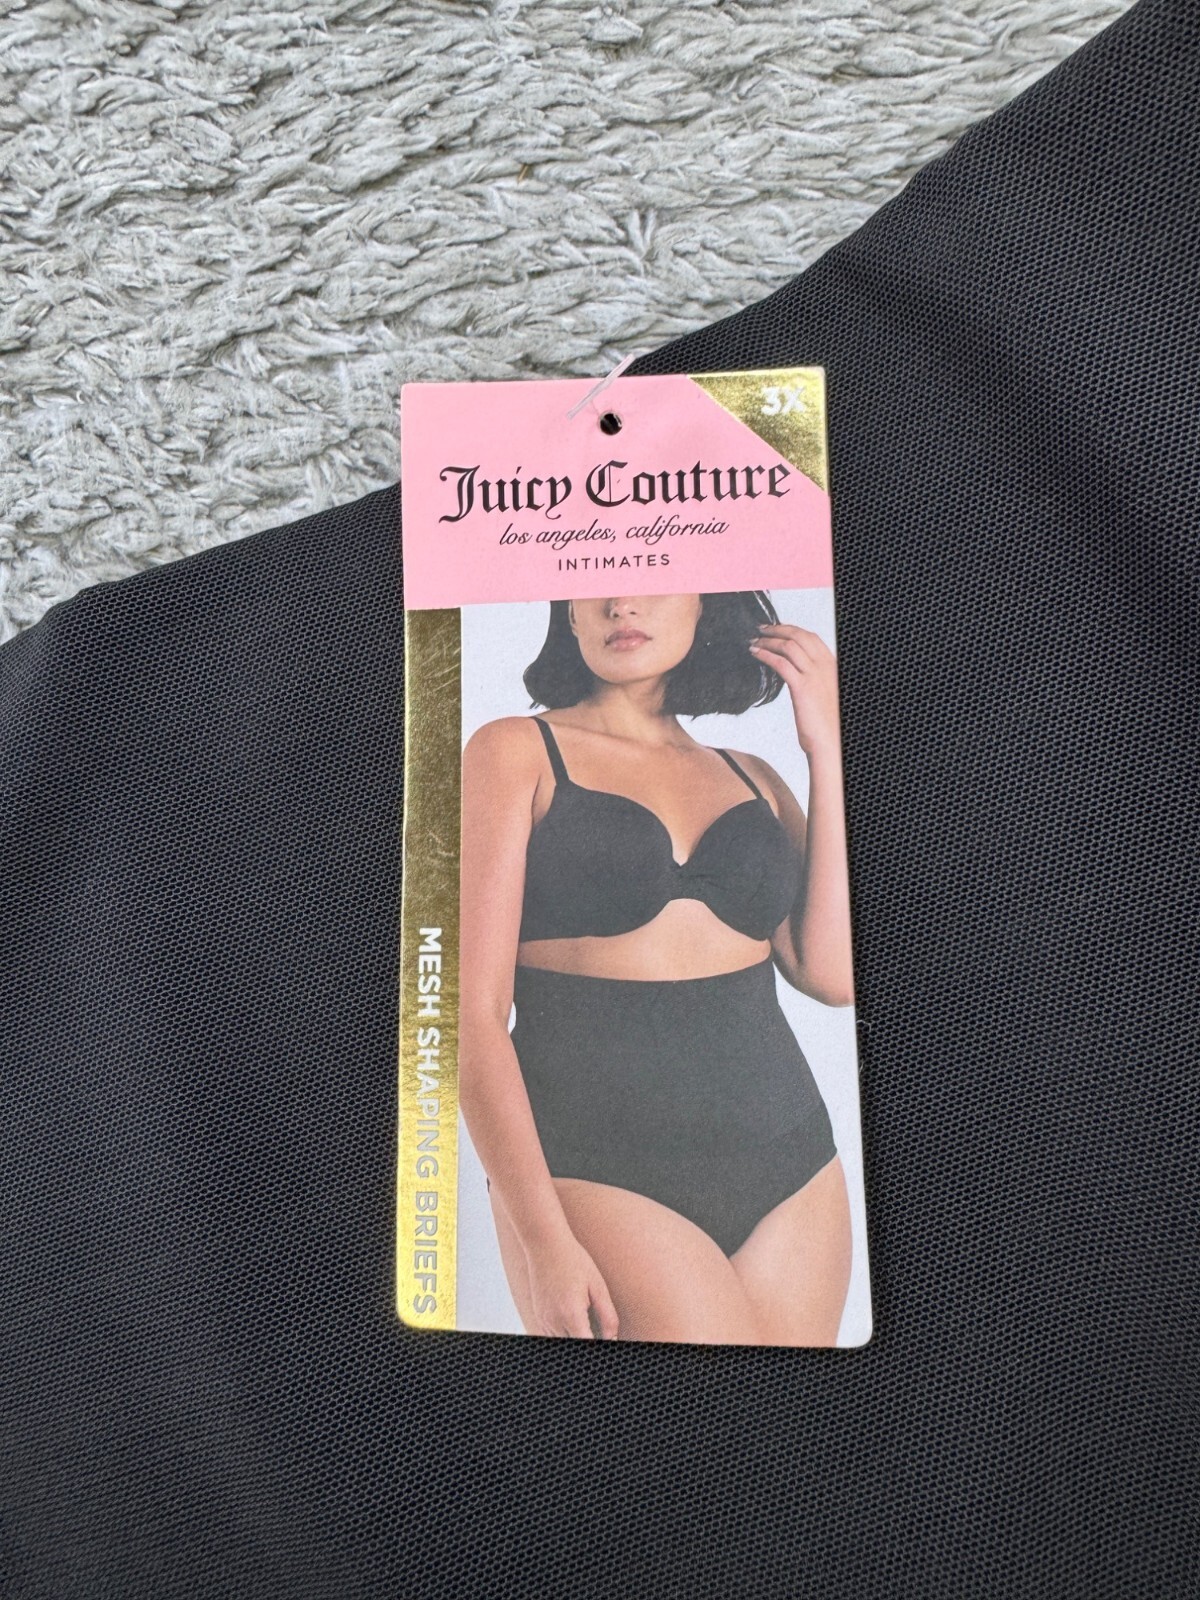 3X
Juicy Couture
los angeles, california
INTIMATES
MESH SHAPING BRIEFS